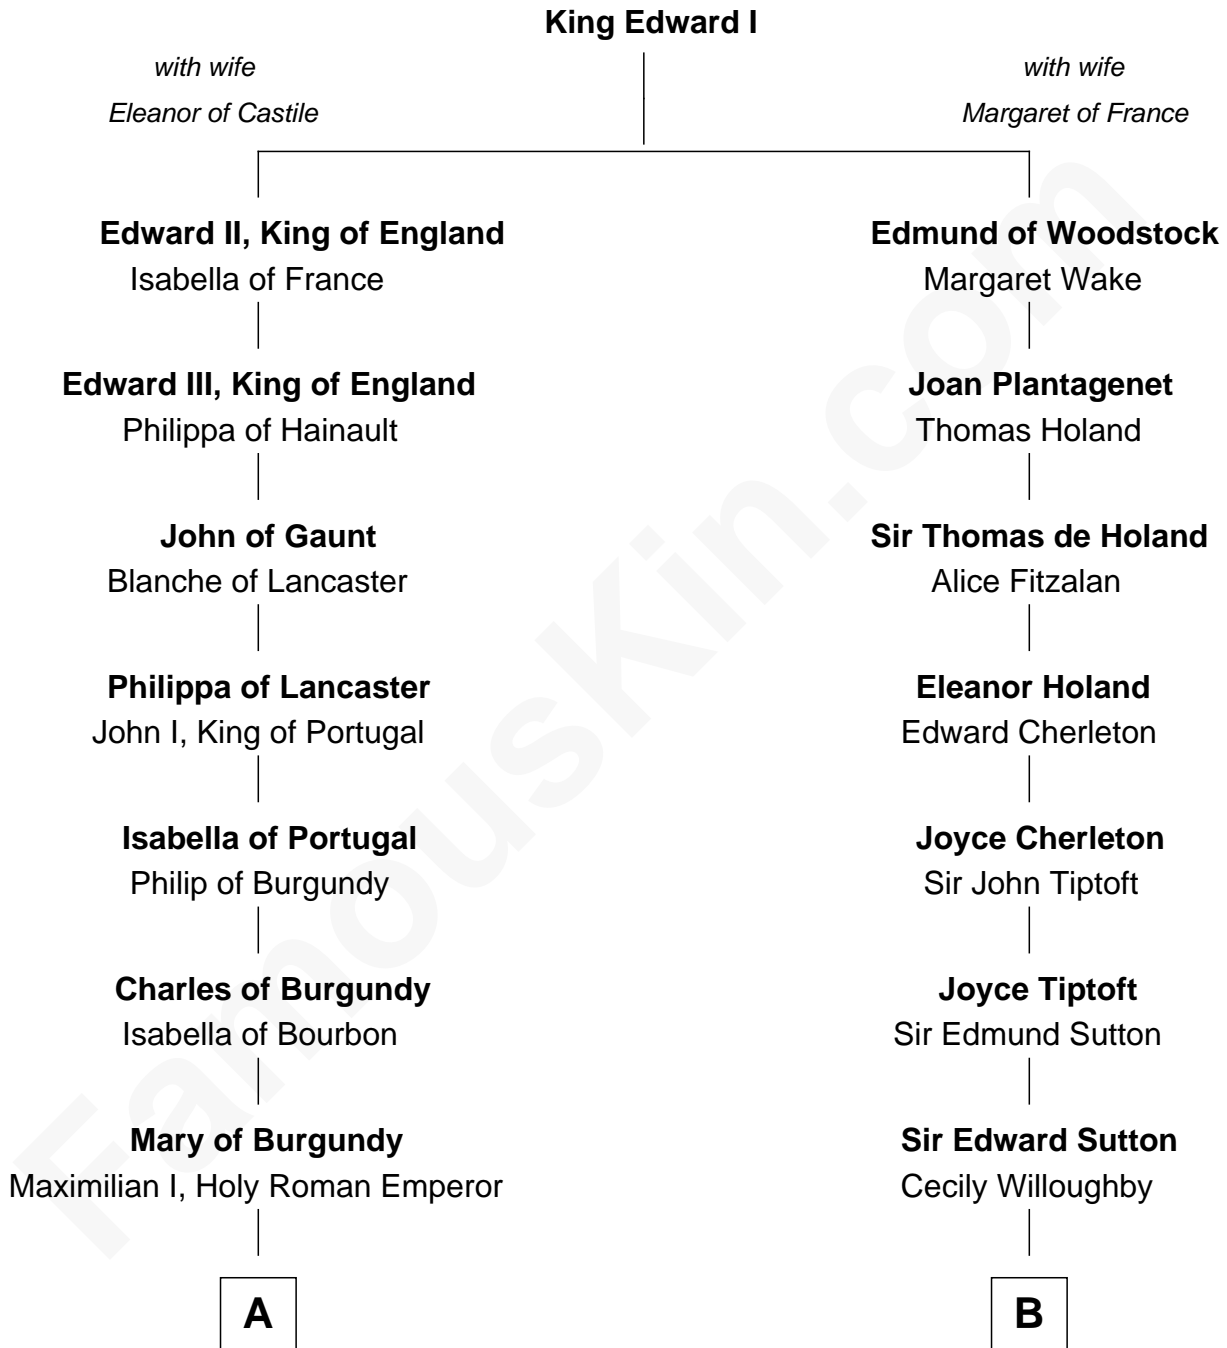 King Edward I
with wife
Eleanor of Castile
with wife
Margaret of France
Edward II, King of England
Isabella of France
Edmund of Woodstock
Margaret Wake
Edward III, King of England
Philippa of Hainault
Joan Plantagenet
Thomas Holand
John of Gaunt
Blanche of Lancaster
Sir Thomas de Holand
Alice Fitzalan
Philippa of Lancaster
John I, King of Portugal
Eleanor Holand
Edward Cherleton
Isabella of Portugal
Philip of Burgundy
Joyce Cherleton
Sir John Tiptoft
Charles of Burgundy
Isabella of Bourbon
Joyce Tiptoft
Sir Edmund Sutton
Mary of Burgundy
Maximilian I, Holy Roman Emperor
Sir Edward Sutton
Cecily Willoughby
A
B
FamousKin.com